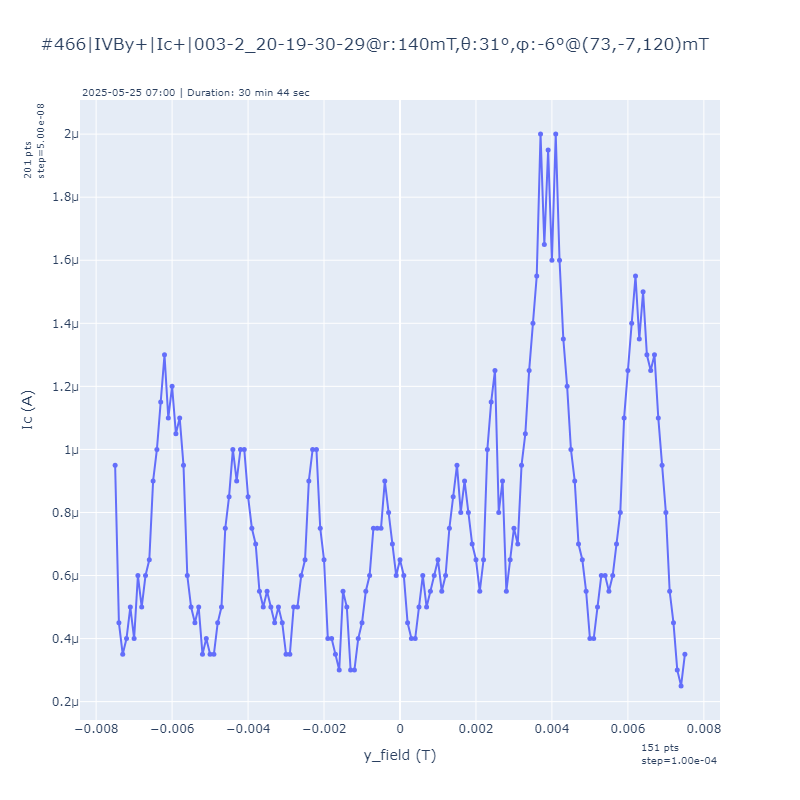 #466|IVBy+|Ic+|003-2_20-19-30-29@r:140mT,θ:31°,φ:-6°@(73,-7,120)mT
2025-05-25 07:00 | Duration: 30 min 44 sec
201 pts
step=5.00e-08
2μ
1.8μ
1.6μ
1.4μ
1.2μ
1μ
0.8μ
0.6μ
0.4μ
0.2μ
Ic (A)
−0.008
−0.006
−0.004
−0.002
0
0.002
0.004
0.006
0.008
y_field (T)
151 pts
step=1.00e-04